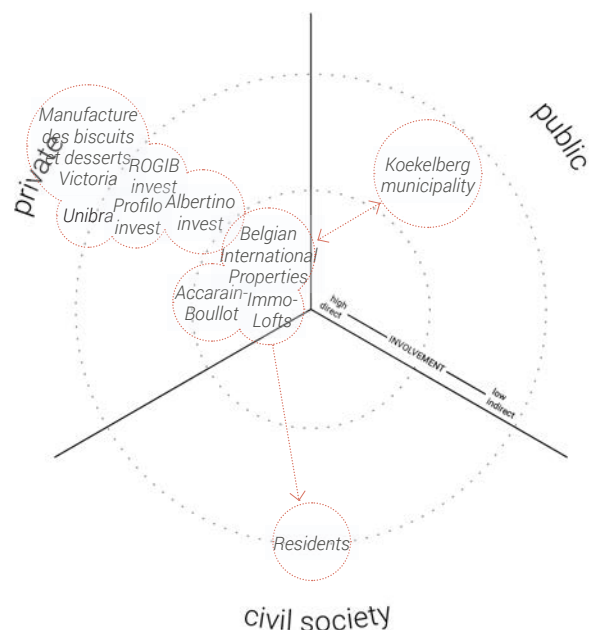 private
Manufacture
des biscuits
et desserts
Victoria
ROGIB
invest
Unibra
Profilo
invest
Albertino
invest
Belgian
International
Properties
Accarain-
Boullot
Immo-
Lofts
public
Koekelberg
municipality
high
direct
INVOLVEMENT
low
indirect
Residents
civil society